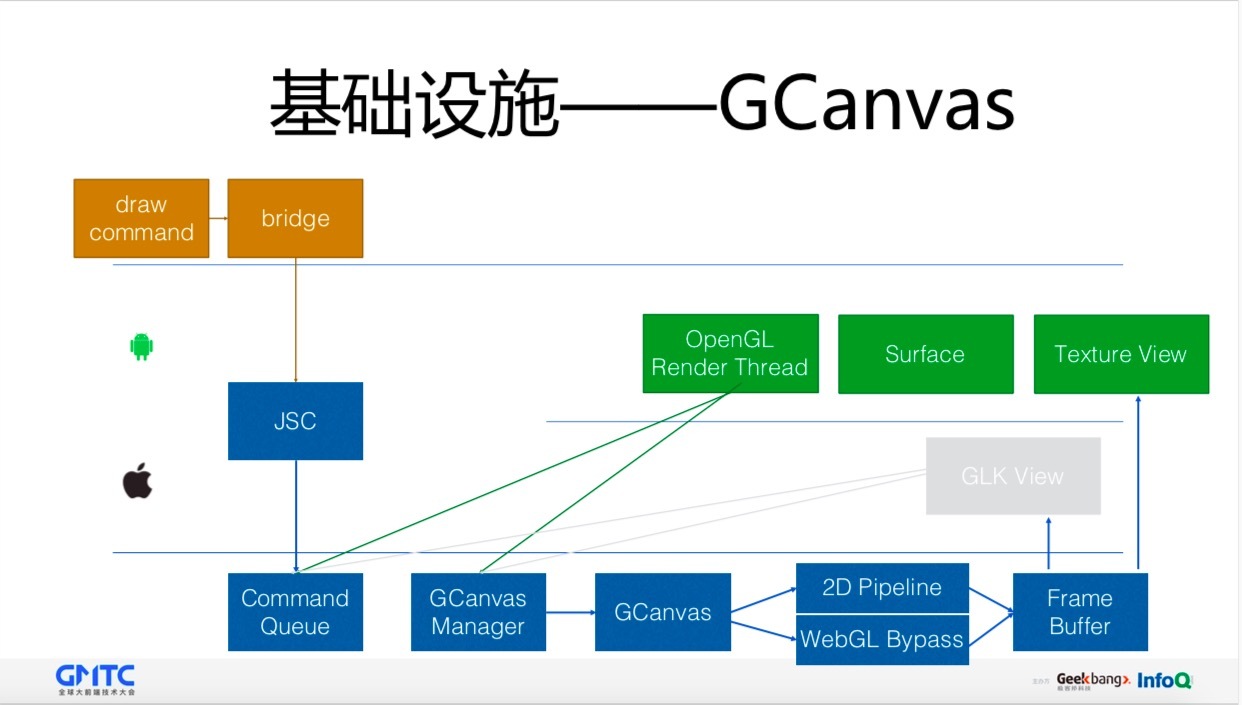 基础设施——GCanvas
draw
command
bridge
OpenGL
Render Thread
Surface
Texture View
JSC
GLK View
Command
Queue
GCanvas
Manager
GCanvas
2D Pipeline
WebGL Bypass
Frame
Buffer
GMTC
全球大前端技术大会
主办方
Geekbang>.
极客邦科技
InfoQ